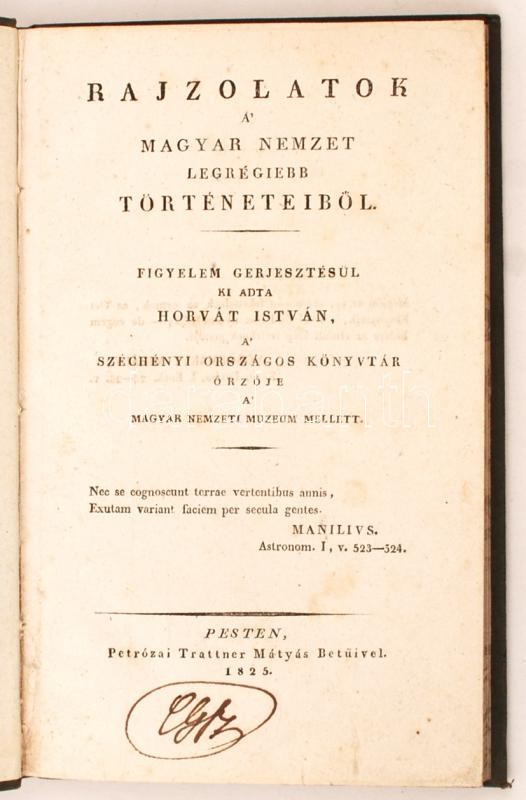 RAJZOLATOK
A'
MAGYAR NEMZET
LEGRÉGIEBB
TÖRTÉNETEIBŐL.
FIGYELEM GERJESZTÉSÜL
KI ADTA
HORVÁT ISTVÁN,
A'
SZÉCHÉNYI ORSZÁGOS KÖNYVTÁR
ŐRZŐJE
A'
MAGYAR NEMZETI MUZEUM MELLETT.
Nec se cognoscunt terrae vertentibus annis,
Exutam variant faciem per secula gentes.
MANILIVS.
Astronom. I, v. 523—524.
PESTEN,
Petrózai Trattner Mátyás Betűivel.
1825.